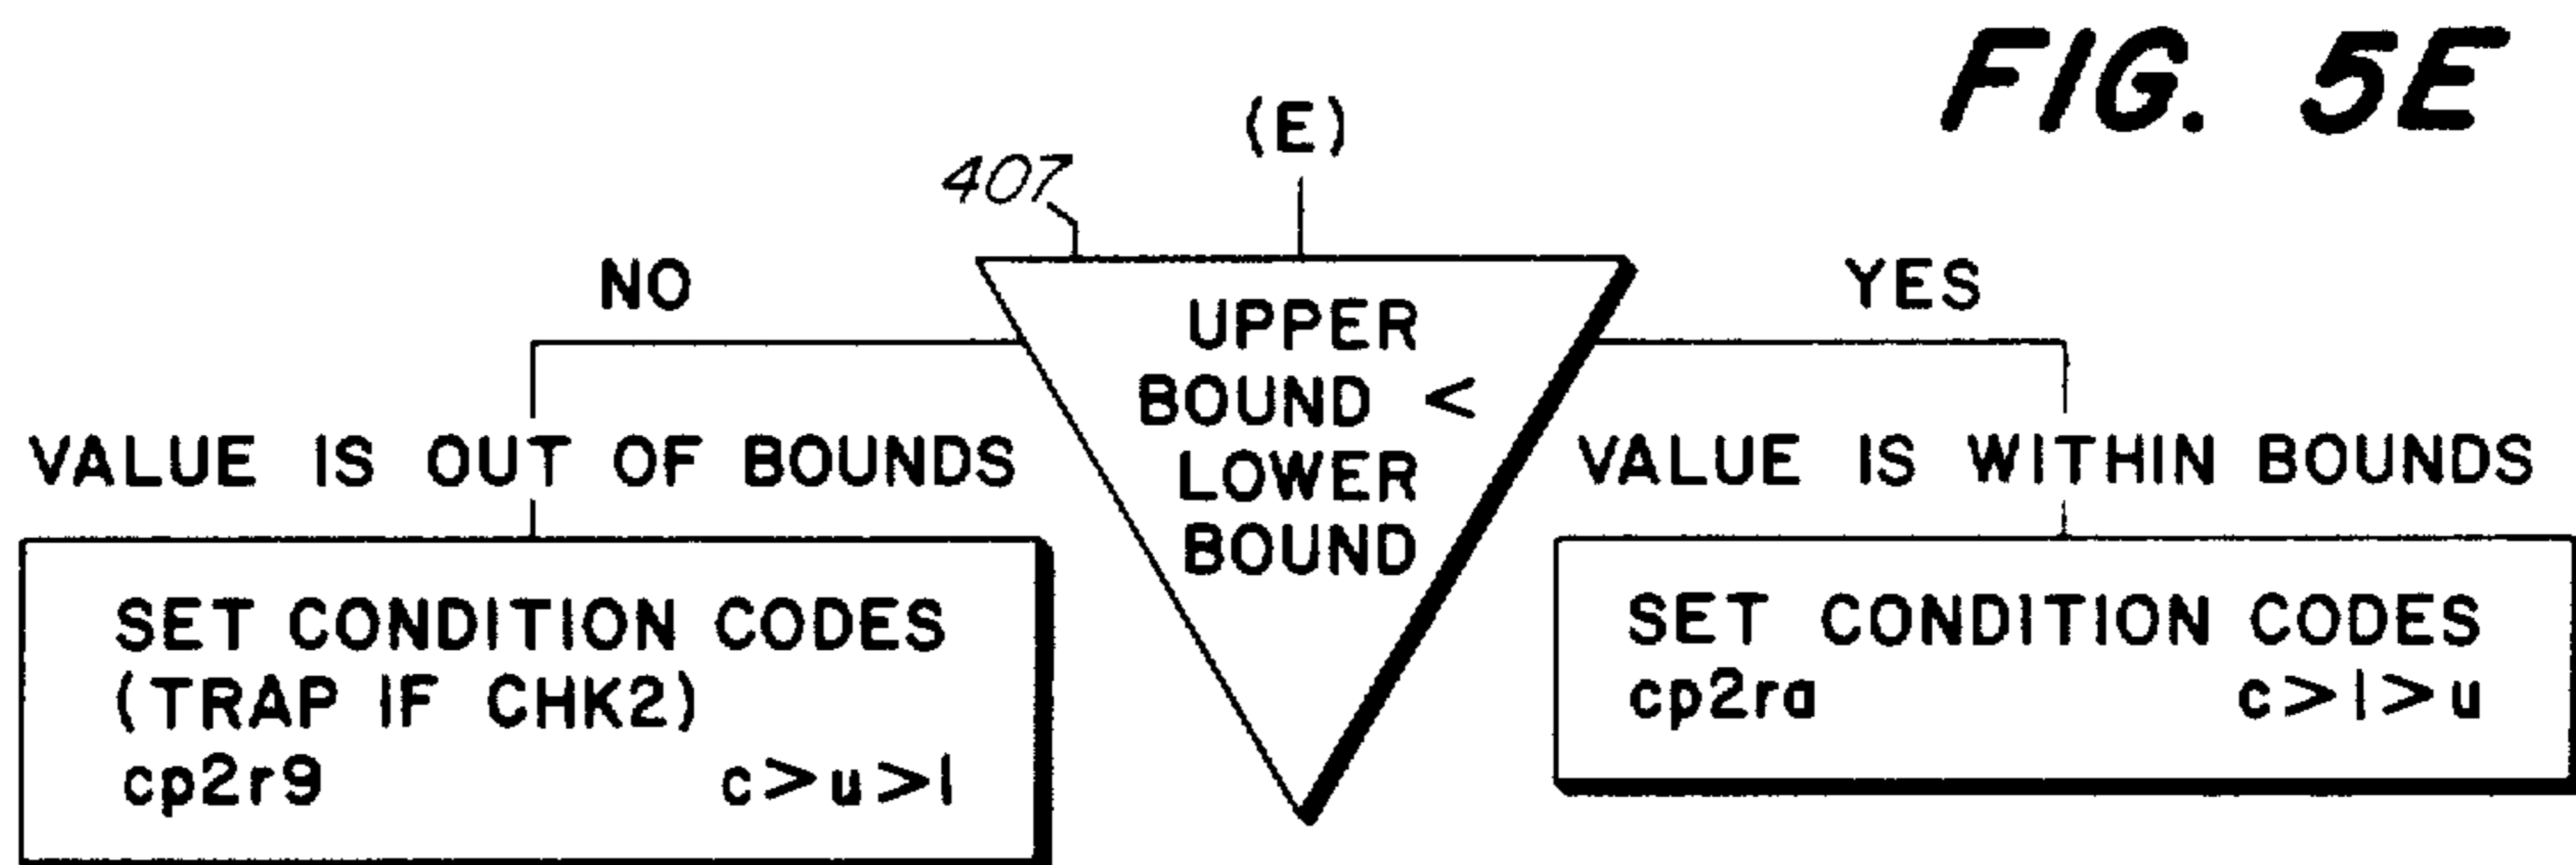 FIG. 5E
(E)
407
NO
YES
UPPER
BOUND <
LOWER
BOUND
VALUE IS OUT OF BOUNDS
VALUE IS WITHIN BOUNDS
SET CONDITION CODES
(TRAP IF CHK2)
cp2r9 c>u>l
SET CONDITION CODES
cp2ra c>l>u